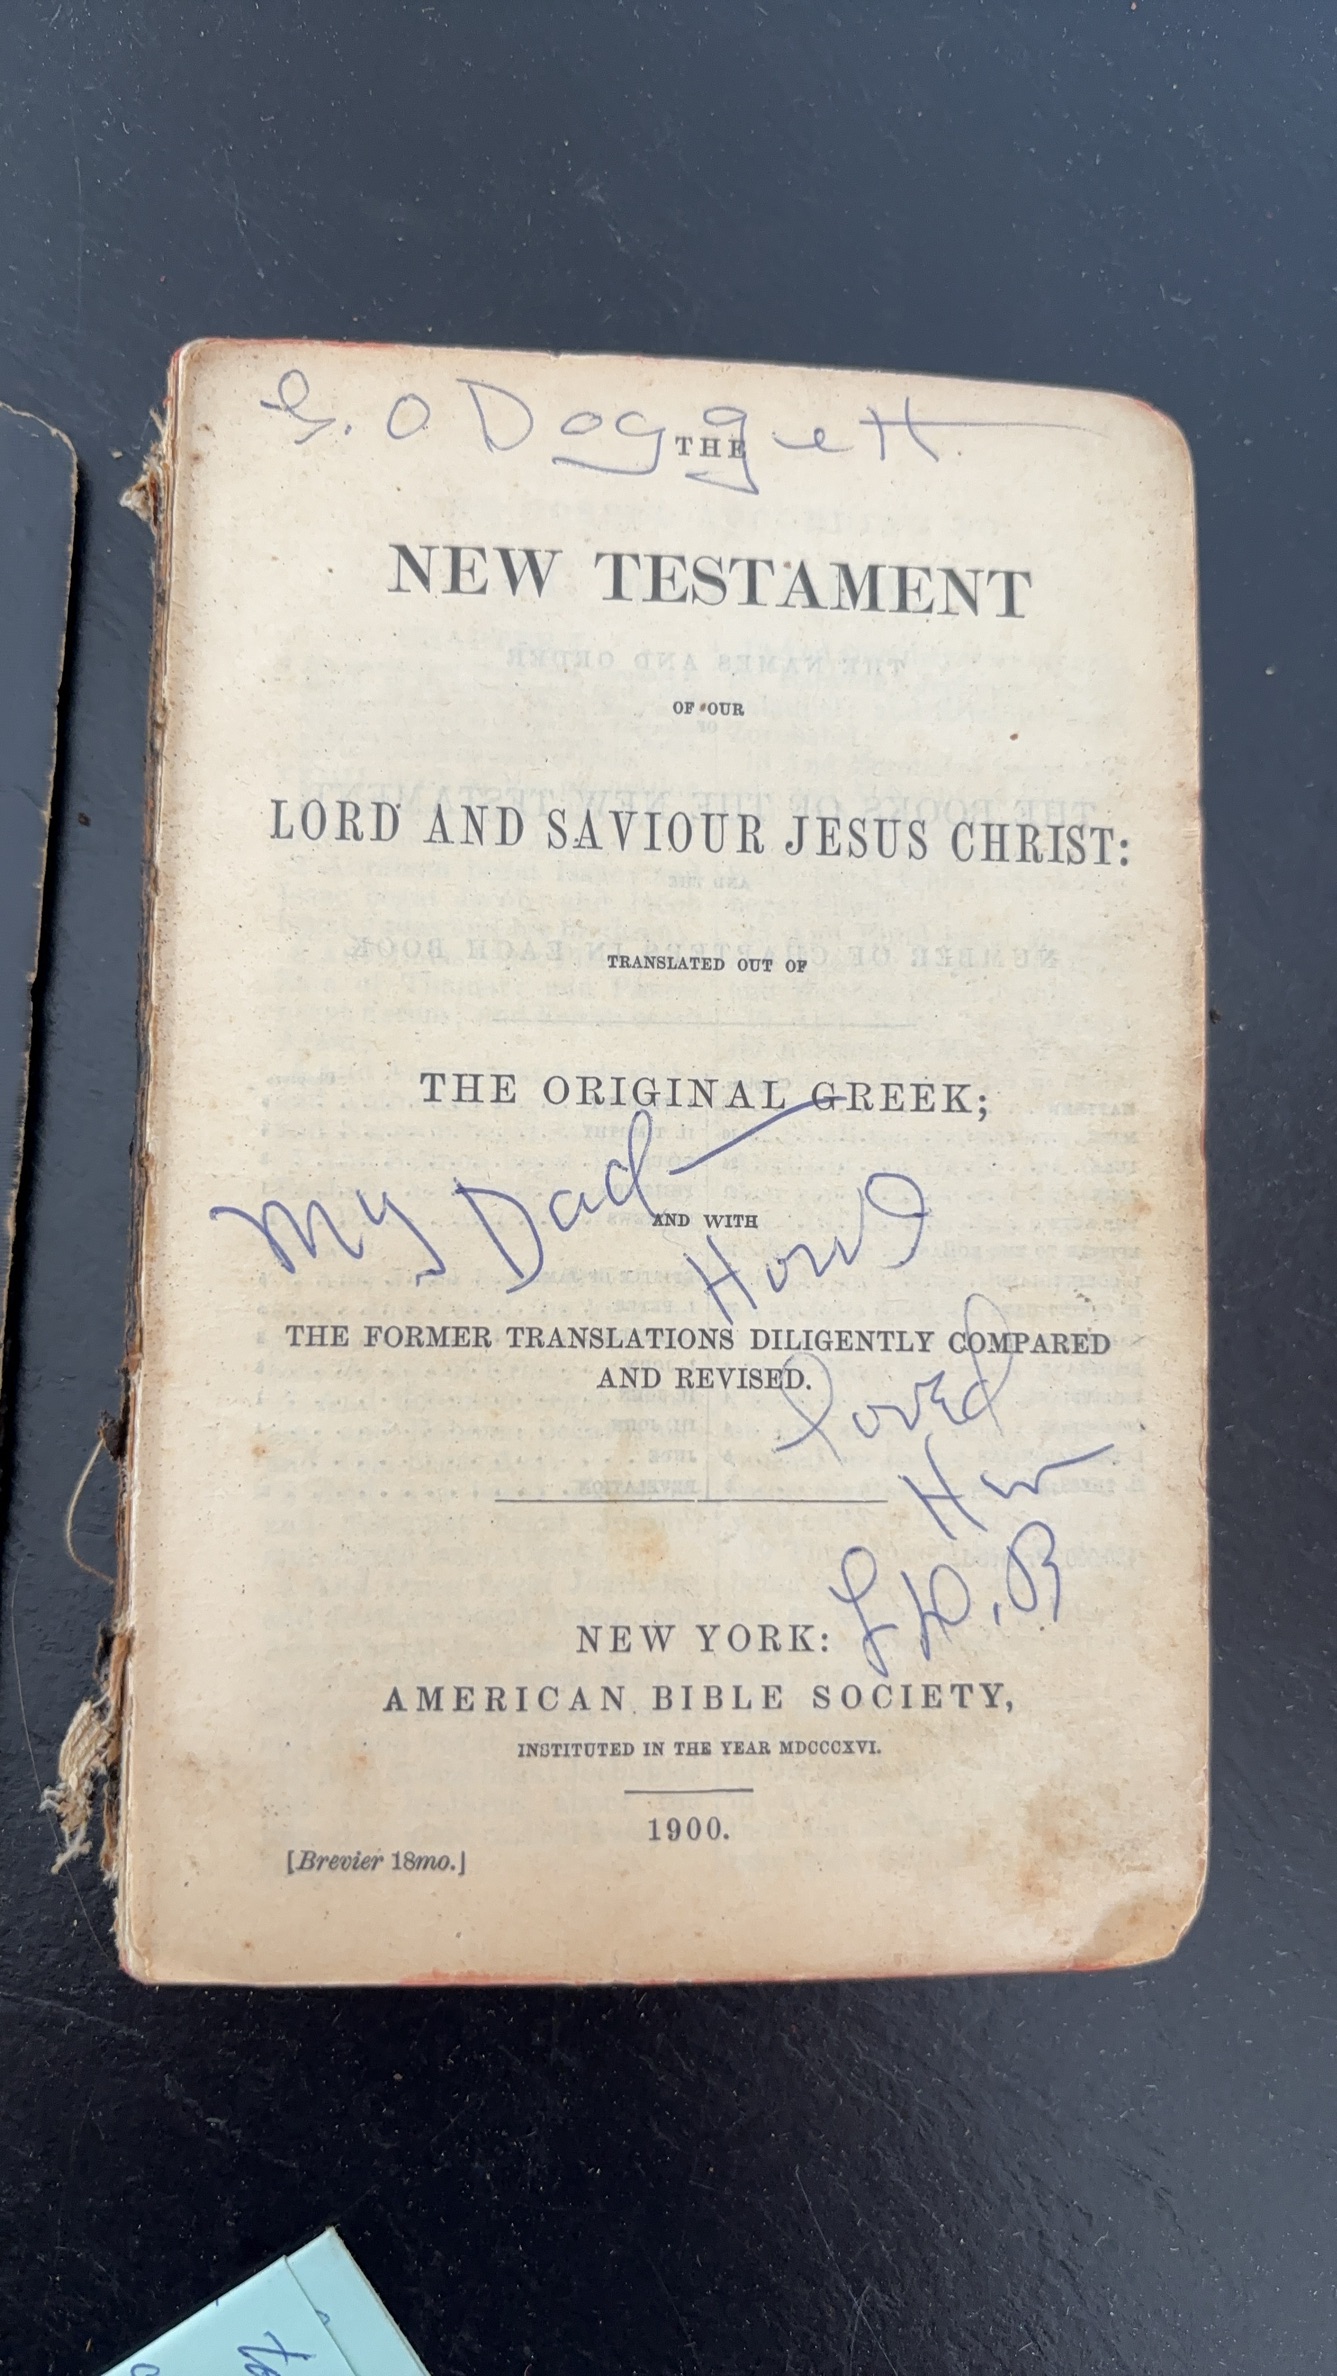 G. O Doggett
THE
NEW TESTAMENT
OF OUR
LORD AND SAVIOUR JESUS CHRIST:
TRANSLATED OUT OF
THE ORIGINAL GREEK;
My Dad
AND WITH
How I
THE FORMER TRANSLATIONS DILIGENTLY COMPARED
AND REVISED.
loved
Him
NEW YORK:
AMERICAN BIBLE SOCIETY,
INSTITUTED IN THE YEAR MDCCCXVI.
1900.
[Brevier 18mo.]